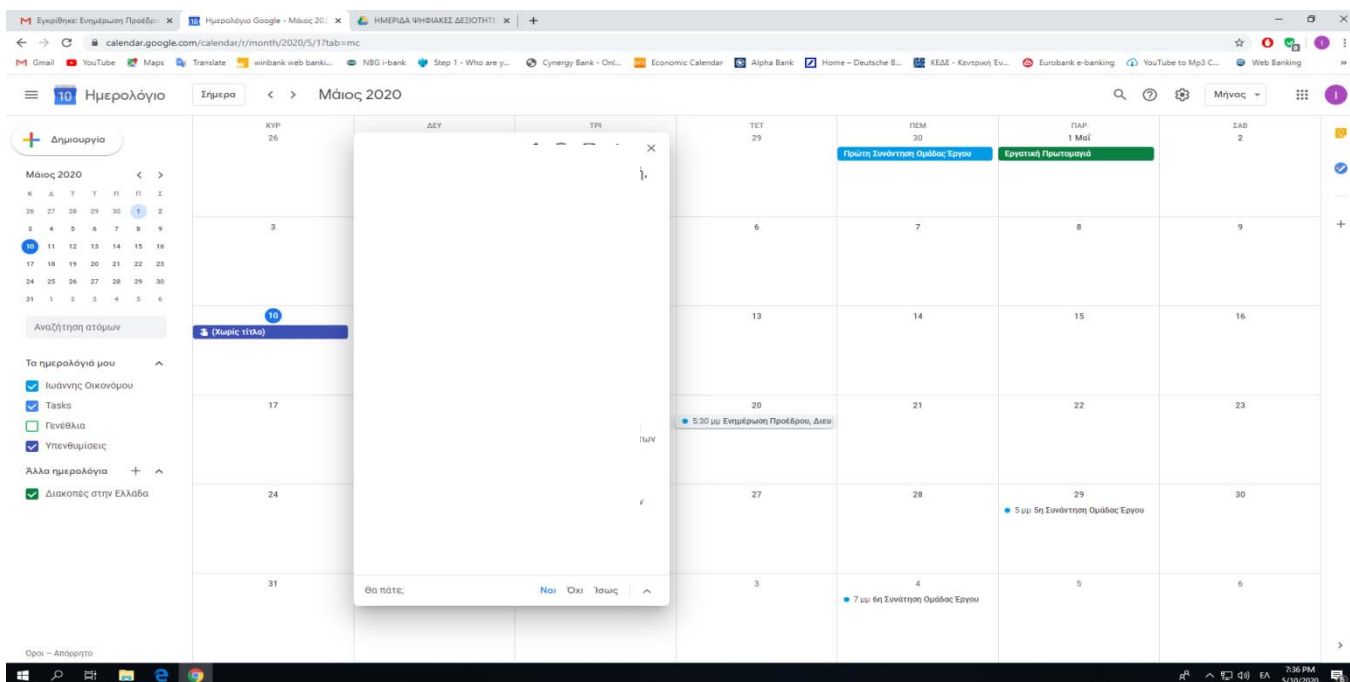 Εγκρίθηκε: Ενημέρωση Προέδρο
Ημερολόγιο Google - Μάιος 202
ΗΜΕΡΙΔΑ ΨΗΦΙΑΚΕΣ ΔΕΞΙΟΤΗΤΕ
calendar.google.com/calendar/r/month/2020/5/1?tab=mc
Gmail YouTube Maps Translate winbank web banki... NBG i-bank Step 1 - Who are y... Cynergy Bank - Onl... Economic Calendar Alpha Bank Home – Deutsche B... ΚΕΔΕ - Κεντρική Έν... Eurobank e-banking YouTube to Mp3 C... Web Banking
10 Ημερολόγιο Σήμερα Μάιος 2020 Μήνας Ι
Δημιουργία
Μάιος 2020
Κ Δ Τ Τ Π Π Σ
26 27 28 29 30 1 2
3 4 5 6 7 8 9
10 11 12 13 14 15 16
17 18 19 20 21 22 23
24 25 26 27 28 29 30
31 1 2 3 4 5 6
Αναζήτηση ατόμων
Τα ημερολόγιά μου
Ιωάννης Οικονόμου
Tasks
Γενέθλια
Υπενθυμίσεις
Άλλα ημερολόγια
Διακοπές στην Ελλάδα
Όροι – Απόρρητο
ΚΥΡ ΔΕΥ ΤΡΙ ΤΕΤ ΠΕΜ ΠΑΡ ΣΑΒ
26 29 30 1 Μαΐ 2
Πρώτη Συνάντηση Ομάδας Έργου Εργατική Πρωτομαγιά
3 6 7 8 9
10 13 14 15 16
(Χωρίς τίτλο)
17 20 21 22 23
5:30 μμ Ενημέρωση Προέδρου, Διευ
των
24 27 28 29 30
5 μμ 5η Συνάντηση Ομάδας Έργου
31 3 4 5 6
Θα πάτε; Ναι Όχι Ίσως
7 μμ 6η Συνάτηση Ομάδας Έργου
ΕΛ 7:36 PM
5/10/2020